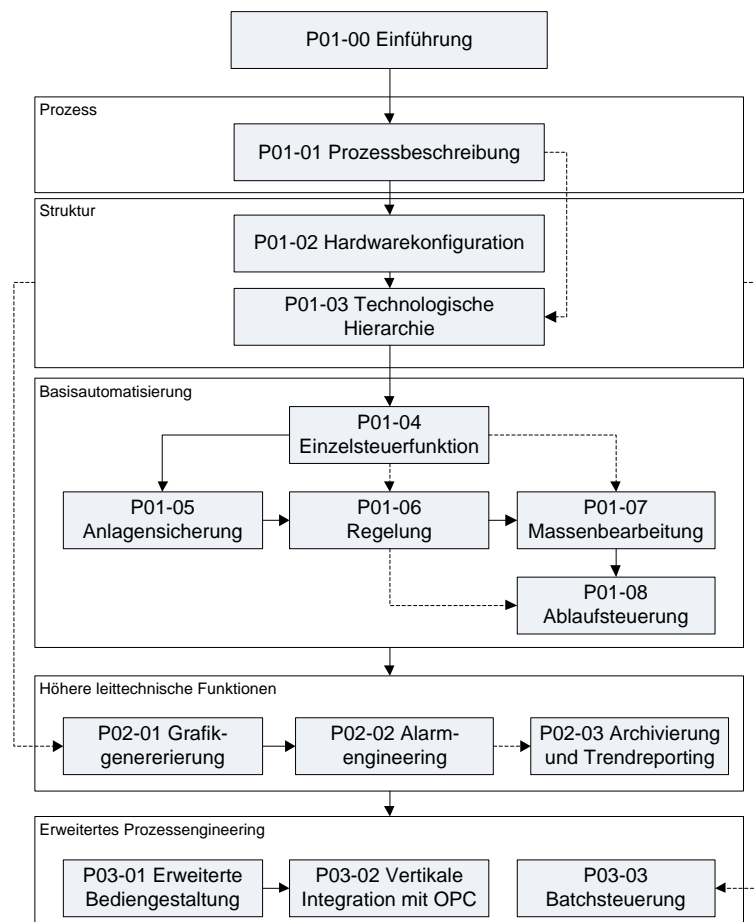 P01-00 Einführung
Prozess
P01-01 Prozessbeschreibung
Struktur
P01-02 Hardwarekonfiguration
P01-03 Technologische
Hierarchie
Basisautomatisierung
P01-04
Einzelsteuerfunktion
P01-05
Anlagensicherung
P01-06
Regelung
P01-07
Massenbearbeitung
P01-08
Ablaufsteuerung
Höhere leittechnische Funktionen
P02-01 Grafik-
genererierung
P02-02 Alarm-
engineering
P02-03 Archivierung
und Trendreporting
Erweitertes Prozessengineering
P03-01 Erweiterte
Bediengestaltung
P03-02 Vertikale
Integration mit OPC
P03-03
Batchsteuerung